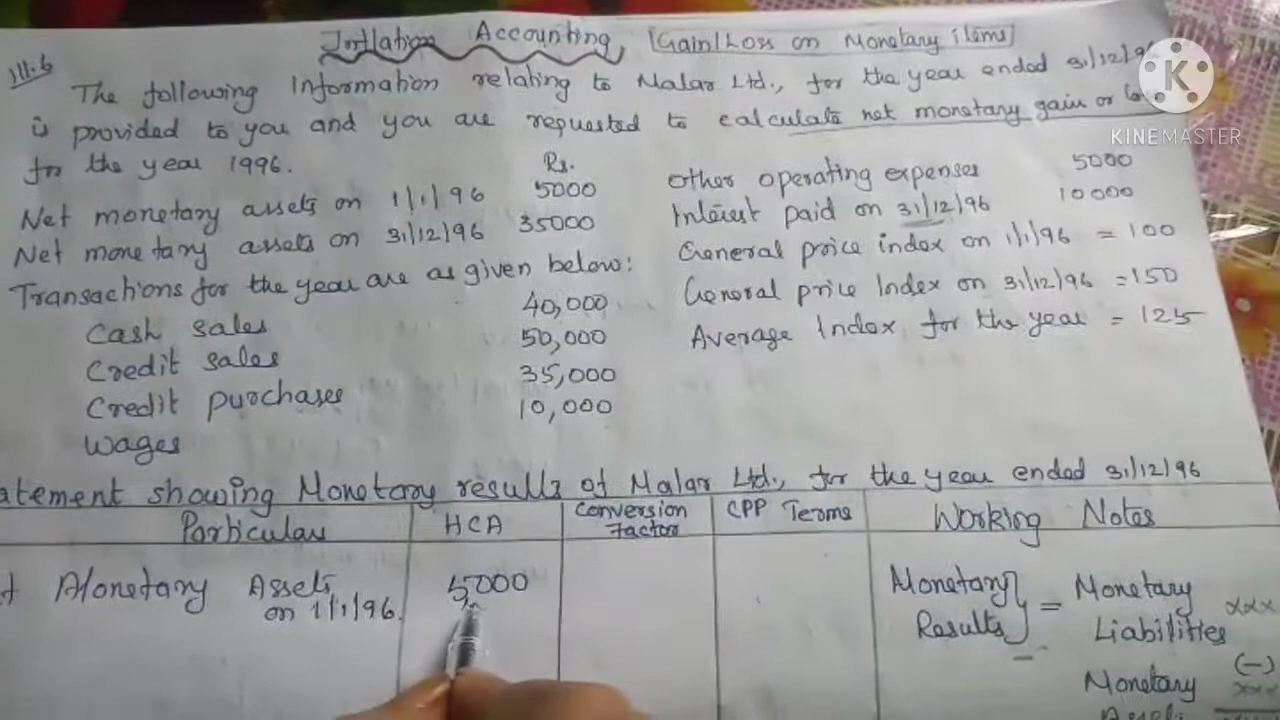 Ill.6
Inflation Accounting, [Gain/Loss on Monetary items]
The following information relating to Malar Ltd., for the year ended 31/12/96
is provided to you and you are requested to calculate net monetary gain or
for the year 1996.
Rs.
Net monetary assets on 1/1/96 5000
Net monetary assets on 31/12/96 35000
Transactions for the year are as given below:
Cash sales 40,000
Credit sales 50,000
Credit purchases 35,000
Wages 10,000
Other operating expenses 5000
Interest paid on 31/12/96 10000
General price index on 1/1/96 = 100
General price Index on 31/12/96 = 150
Average Index for the year = 125
K
KINEMASTER
atement showing Monetary results of Malar Ltd., for the year ended 31/12/96
Particulars HCA Conversion Factor CPP Terms Working Notes
t Monetary Assets on 1/1/96. 5000
Monetary Results } = Monetary Liabilities xxx
(-)
Monetary xxx